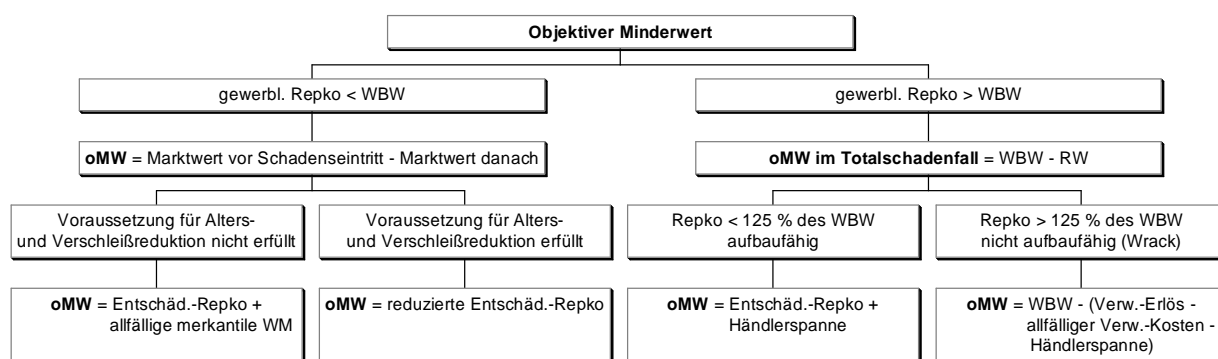 Objektiver Minderwert
gewerbl. Repko < WBW
gewerbl. Repko > WBW
oMW = Marktwert vor Schadenseintritt - Marktwert danach
oMW im Totalschadenfall = WBW - RW
Voraussetzung für Alters-
und Verschleißreduktion nicht erfüllt
Voraussetzung für Alters-
und Verschleißreduktion erfüllt
Repko < 125 % des WBW
aufbaufähig
Repko > 125 % des WBW
nicht aufbaufähig (Wrack)
oMW = Entschäd.-Repko +
allfällige merkantile WM
oMW = reduzierte Entschäd.-Repko
oMW = Entschäd.-Repko +
Händlerspanne
oMW = WBW - (Verw.-Erlös -
allfälliger Verw.-Kosten -
Händlerspanne)